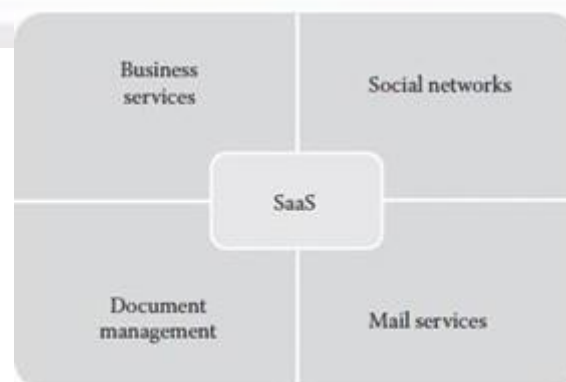 Business
services
Social networks
SaaS
Document
management
Mail services